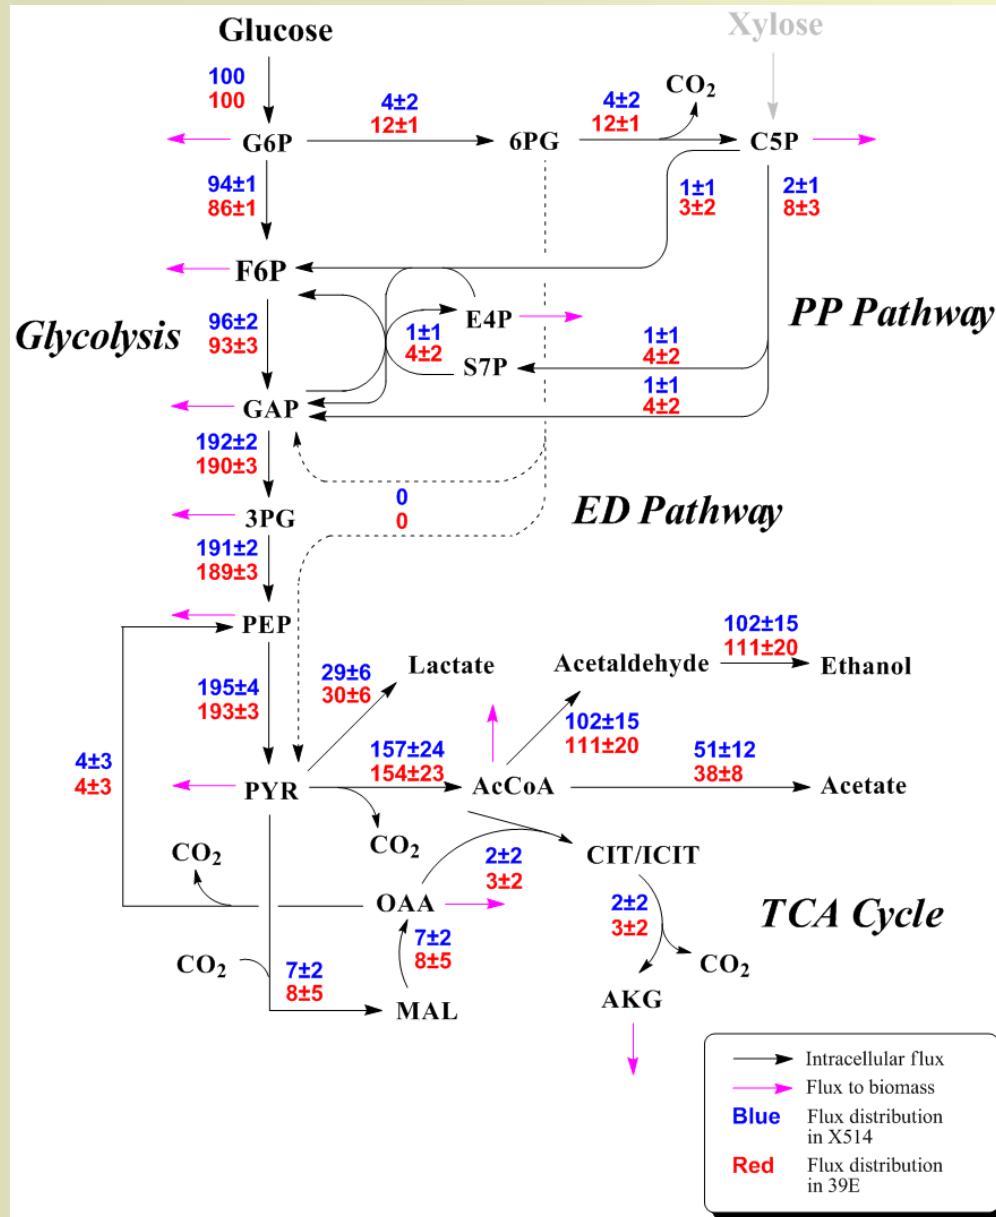 Glucose
Xylose
100
100
4±2
12±1
4±2
12±1
CO2
G6P
6PG
C5P
94±1
86±1
1±1
3±2
2±1
8±3
F6P
Glycolysis
96±2
93±3
E4P
1±1
4±2
S7P
PP Pathway
1±1
4±2
1±1
4±2
GAP
192±2
190±3
0
0
ED Pathway
3PG
191±2
189±3
PEP
195±4
193±3
Lactate
29±6
30±6
Acetaldehyde
102±15
111±20
Ethanol
102±15
111±20
4±3
4±3
157±24
154±23
51±12
38±8
PYR
AcCoA
Acetate
CO2
CO2
2±2
3±2
CIT/ICIT
OAA
2±2
3±2
TCA Cycle
7±2
8±5
CO2
CO2
7±2
8±5
MAL
AKG
Intracellular flux
Flux to biomass
Blue Flux distribution
in X514
Red Flux distribution
in 39E